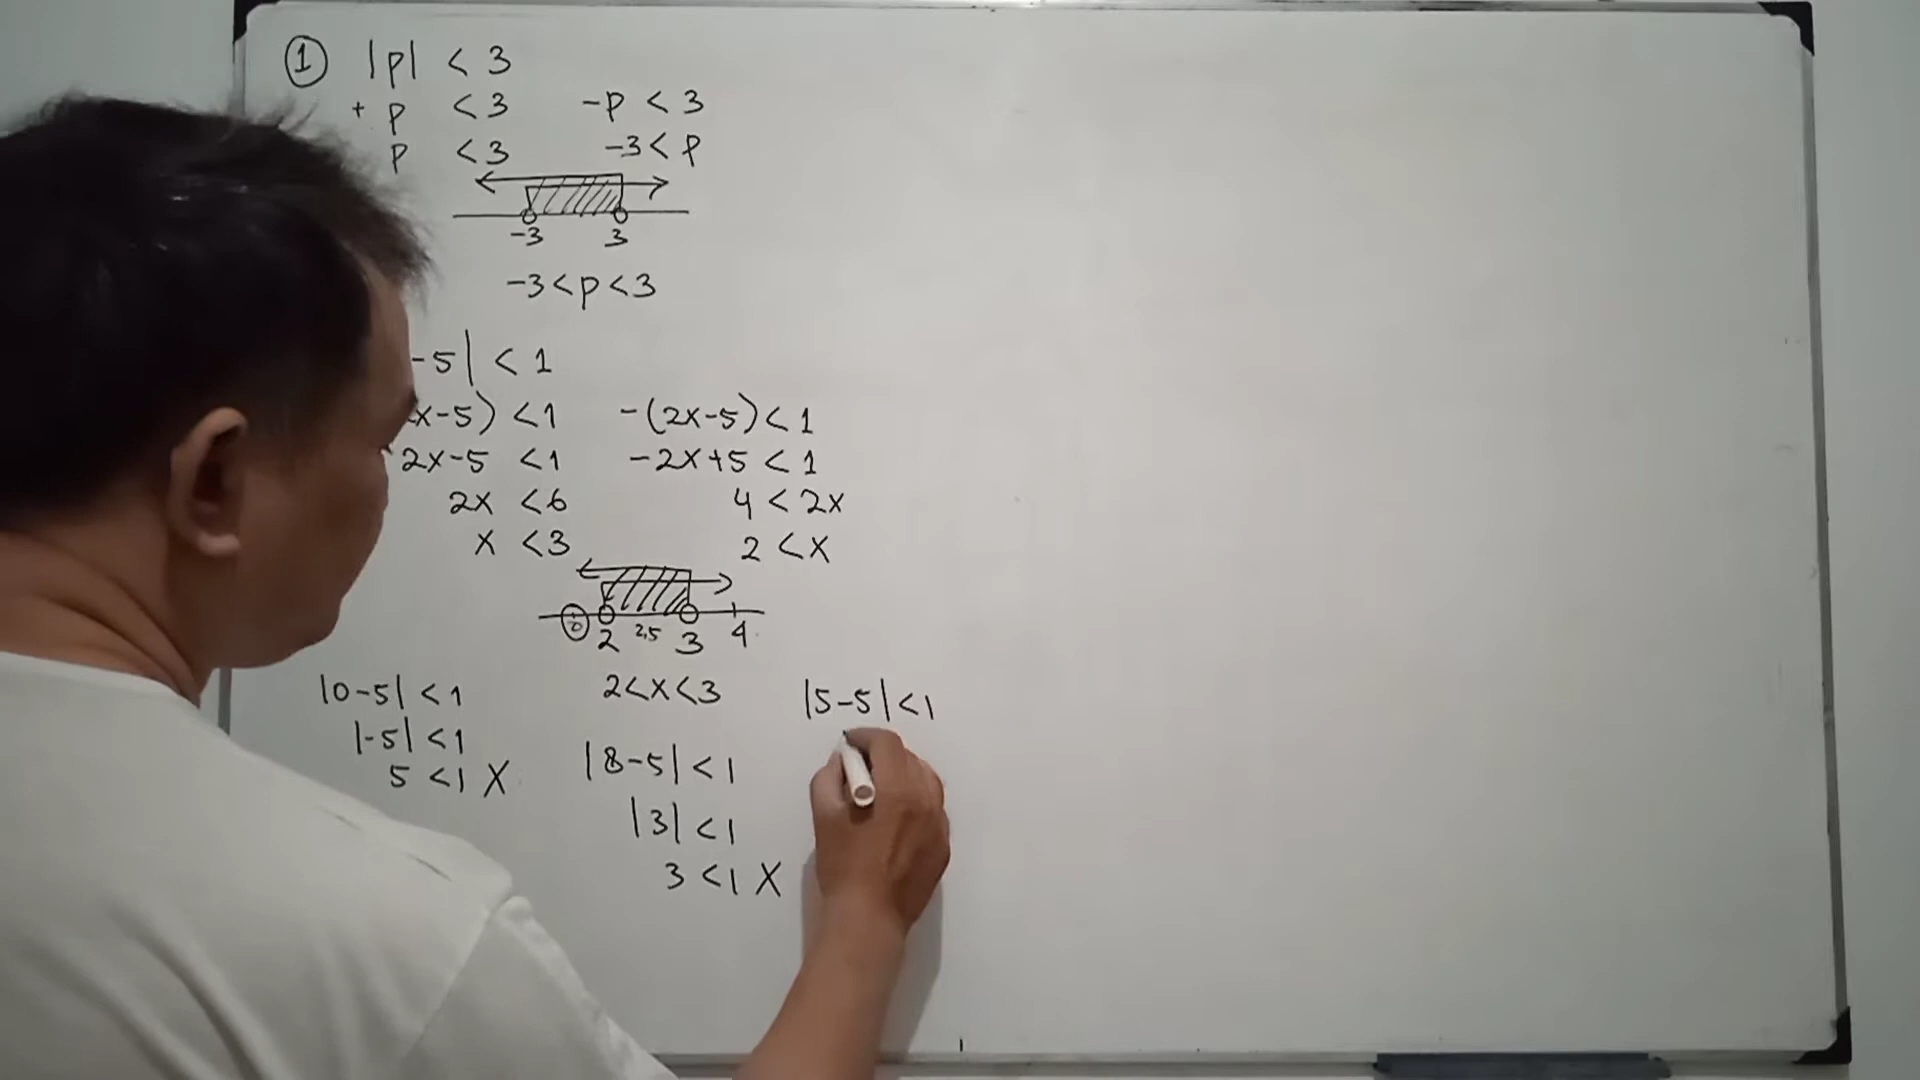 ① |p| < 3
+ p < 3 -p < 3
p < 3 -3 < p
-3 3
-3 < p < 3
-5| < 1
x-5) < 1 -(2x-5) < 1
2x-5 < 1 -2x+5 < 1
2x < 6 4 < 2x
x < 3 2 < x
0 2 2,5 3 4
2 < x < 3
|0-5| < 1
|-5| < 1
5 < 1 X
|8-5| < 1
|3| < 1
3 < 1 X
|5-5| < 1